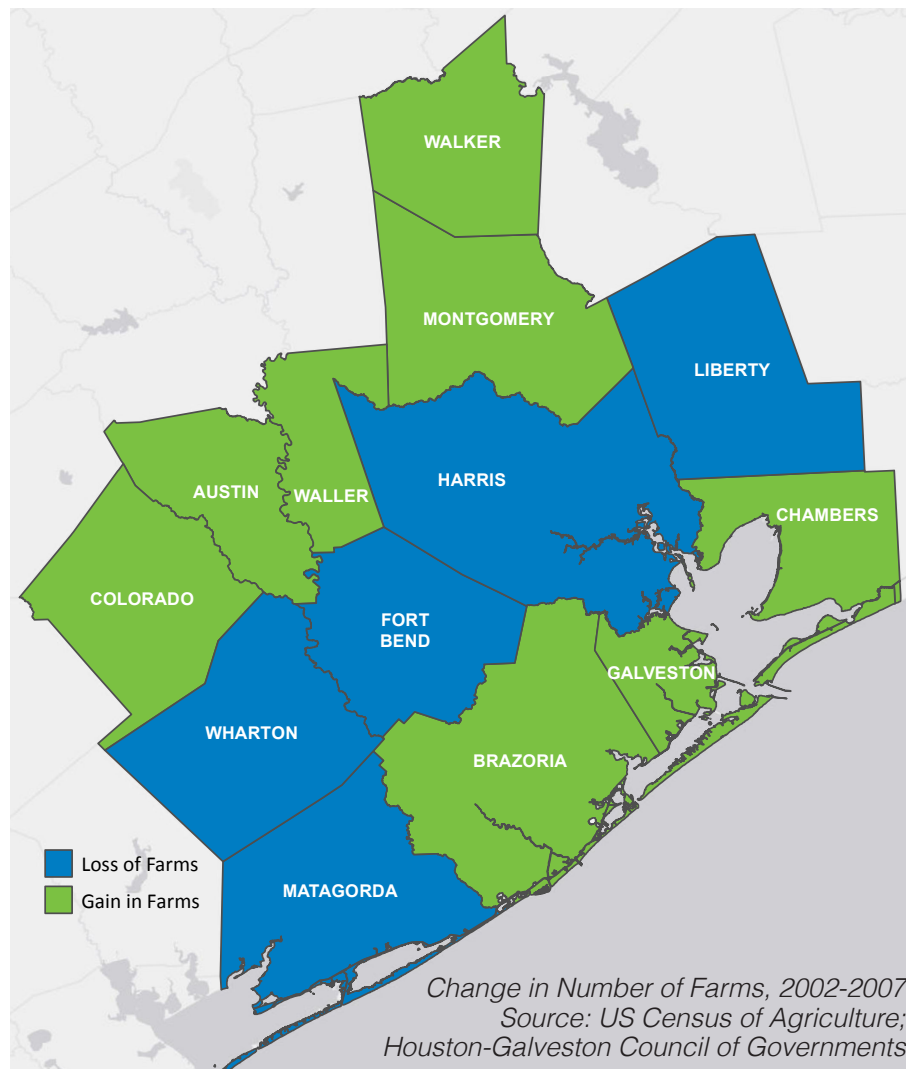 WALKER
MONTGOMERY
LIBERTY
HARRIS
AUSTIN
WALLER
CHAMBERS
COLORADO
FORT
BEND
GALVESTON
WHARTON
BRAZORIA
Loss of Farms
MATAGORDA
Gain in Farms
Change in Number of Farms, 2002-2007
Source: US Census of Agriculture;
Houston-Galveston Council of Governments